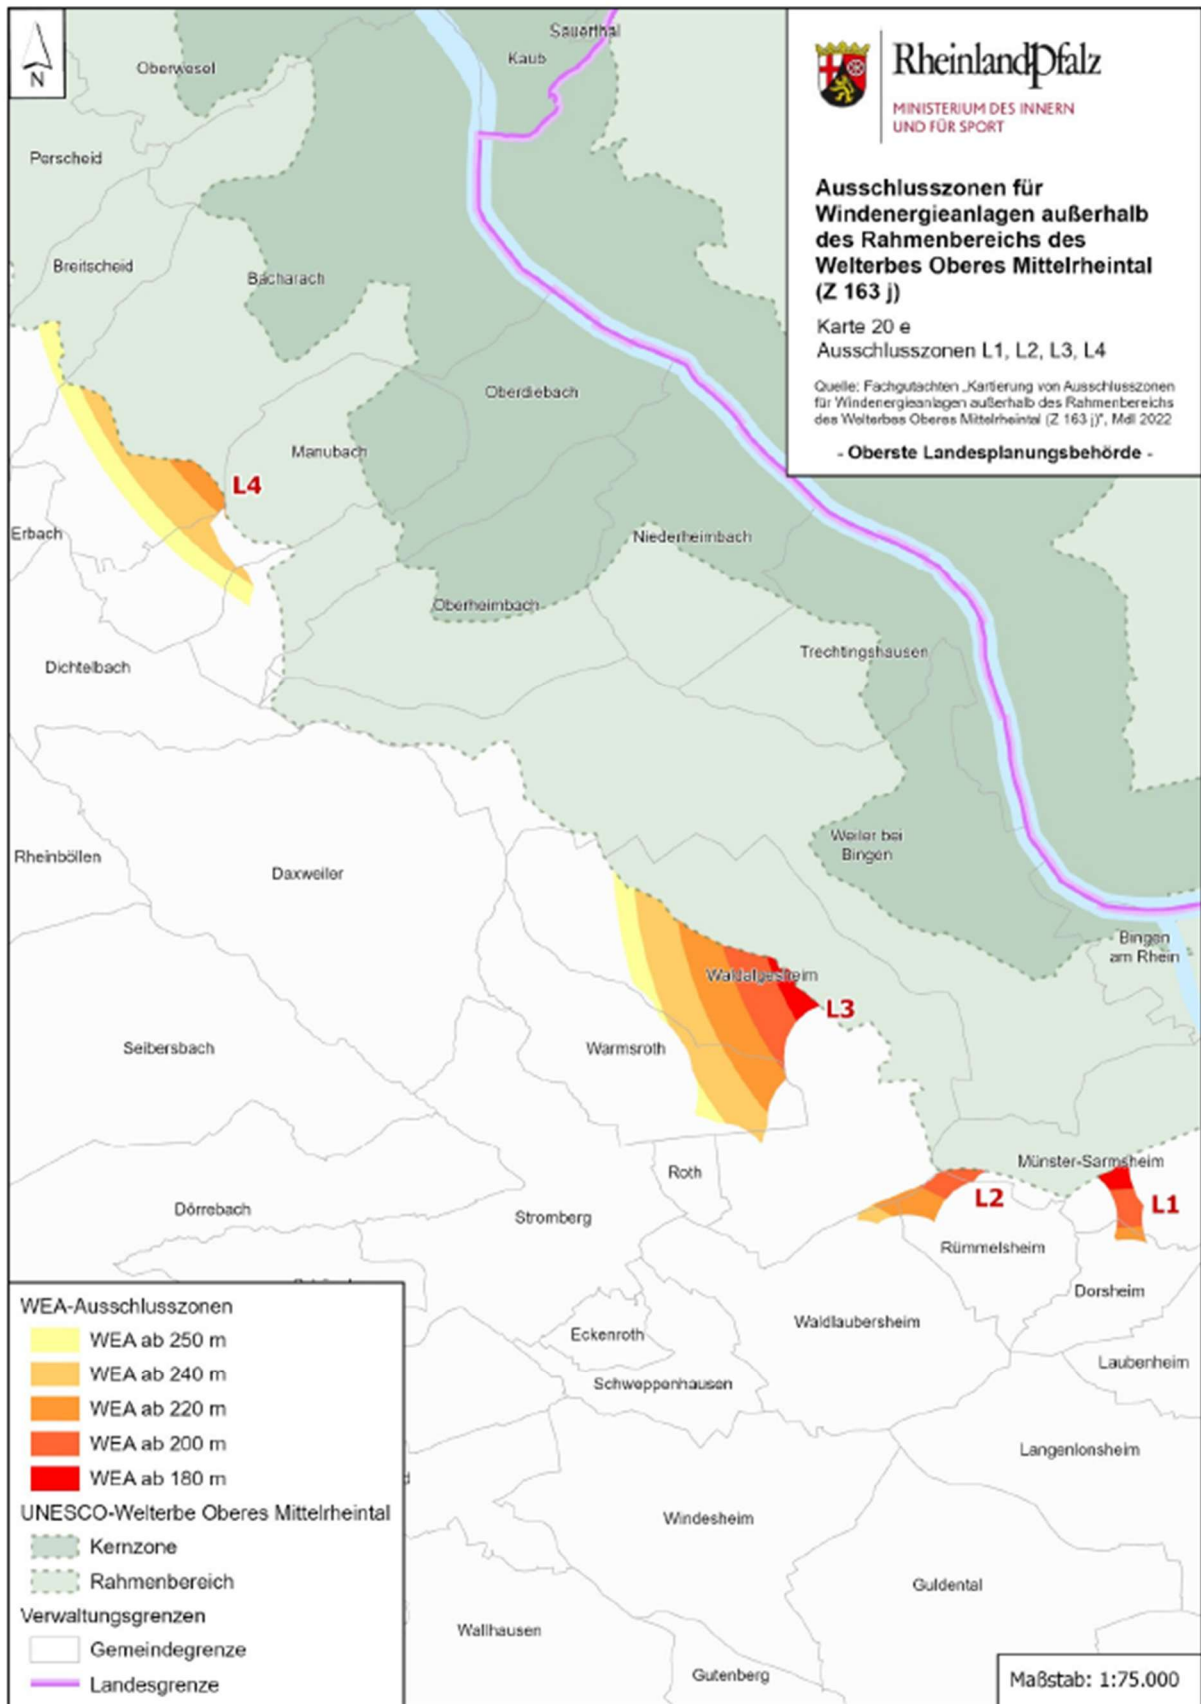 N
RheinlandPfalz
MINISTERIUM DES INNERN
UND FÜR SPORT
Ausschlusszonen für
Windenergieanlagen außerhalb
des Rahmenbereichs des
Welterbes Oberes Mittelrheintal
(Z 163 j)
Karte 20 e
Ausschlusszonen L1, L2, L3, L4
Quelle: Fachgutachten „Kartierung von Ausschlusszonen
für Windenergieanlagen außerhalb des Rahmenbereichs
des Welterbes Oberes Mittelrheintal (Z 163 j)", MdI 2022
- Oberste Landesplanungsbehörde -
Sauerthal
Kaub
Oberwesel
Perscheid
Breitscheid
Bacharach
Oberdiebach
Manubach
L4
Erbach
Niederheimbach
Oberheimbach
Trechtingshausen
Dichtelbach
Weiler bei
Bingen
Rheinböllen
Daxweiler
Bingen
am Rhein
Waldalgesheim
L3
Seibersbach
Warmsroth
Münster-Sarmsheim
Roth
L2
L1
Dörrebach
Stromberg
Rümmelsheim
Dorsheim
Waldlaubersheim
Eckenroth
Laubenheim
Schweppenhausen
Langenlonsheim
Windesheim
Guldental
Wallhausen
Gutenberg
WEA-Ausschlusszonen
WEA ab 250 m
WEA ab 240 m
WEA ab 220 m
WEA ab 200 m
WEA ab 180 m
UNESCO-Welterbe Oberes Mittelrheintal
Kernzone
Rahmenbereich
Verwaltungsgrenzen
Gemeindegrenze
Landesgrenze
Maßstab: 1:75.000